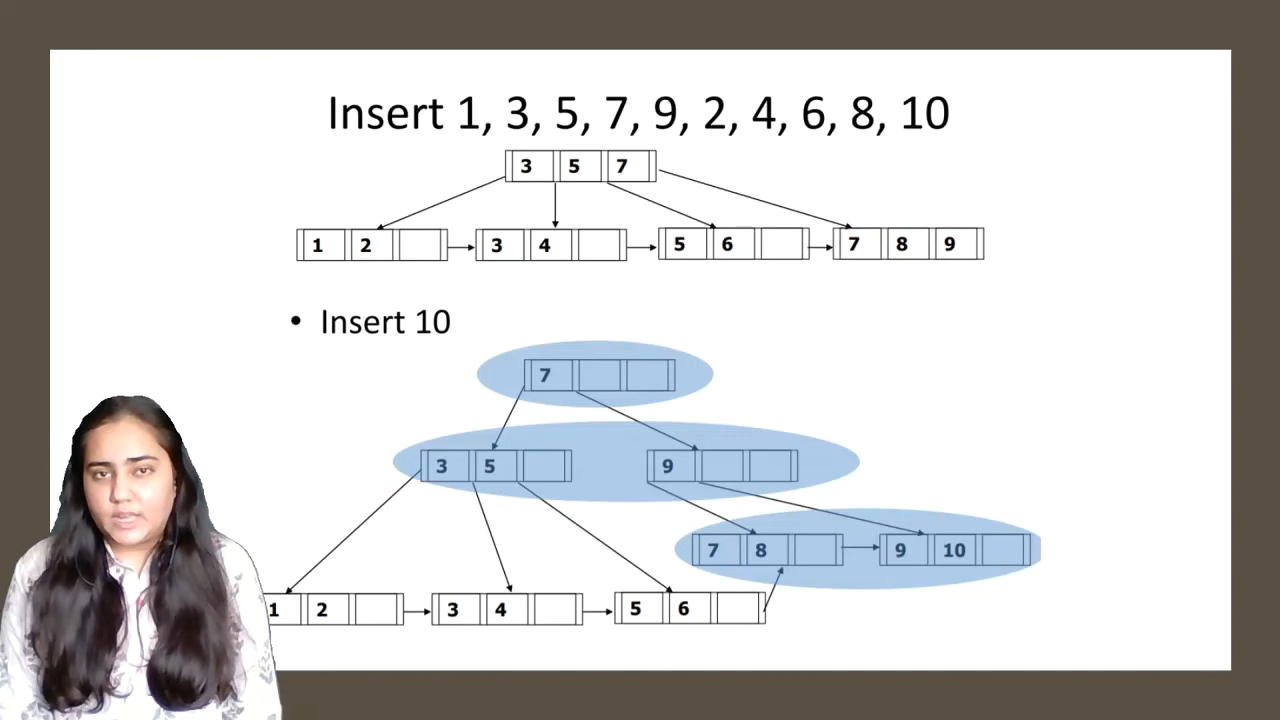 Insert 1, 3, 5, 7, 9, 2, 4, 6, 8, 10
3 5 7
1 2 3 4 5 6 7 8 9
• Insert 10
7
3 5 9
7 8 9 10
1 2 3 4 5 6